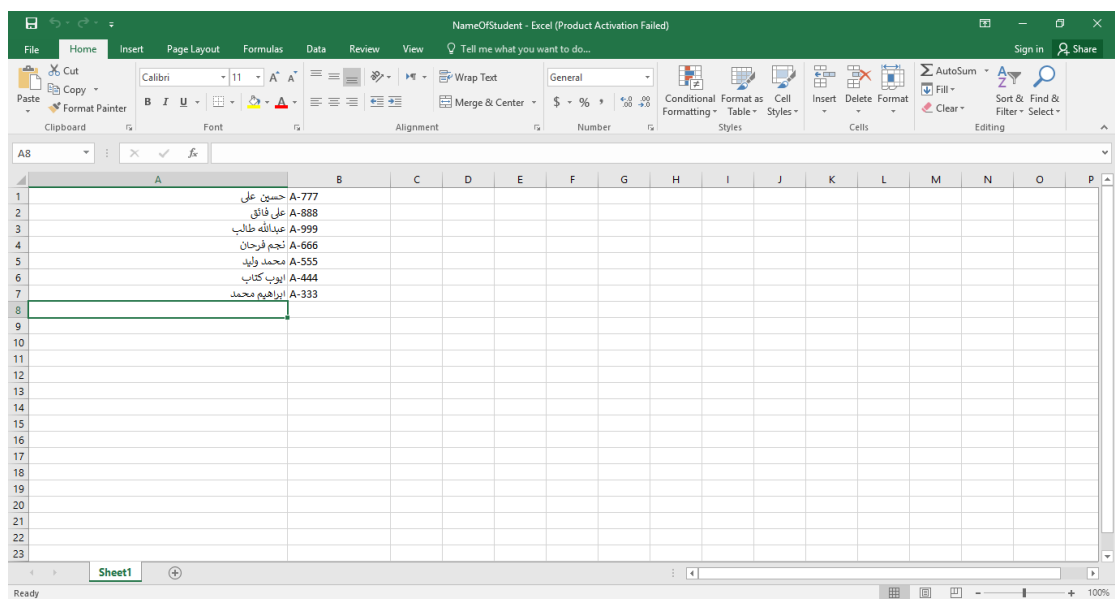 NameOfStudent - Excel (Product Activation Failed)
File Home Insert Page Layout Formulas Data Review View Tell me what you want to do... Sign in Share
Paste Cut Copy Format Painter Clipboard
Calibri 11 B I U A A A Font
Wrap Text Merge & Center Alignment
General $ % , Number
Conditional Formatting Format as Table Cell Styles Styles
Insert Delete Format Cells
AutoSum Fill Clear Sort & Filter Find & Select Editing
A8 fx
A B C D E F G H I J K L M N O P
1 حسين علي A-777
2 علي فائق A-888
3 عبدالله طالب A-999
4 نجم فرحان A-666
5 محمد وليد A-555
6 ايوب كتاب A-444
7 ابراهيم محمد A-333
8
9
10
11
12
13
14
15
16
17
18
19
20
21
22
23
Sheet1
Ready 100%